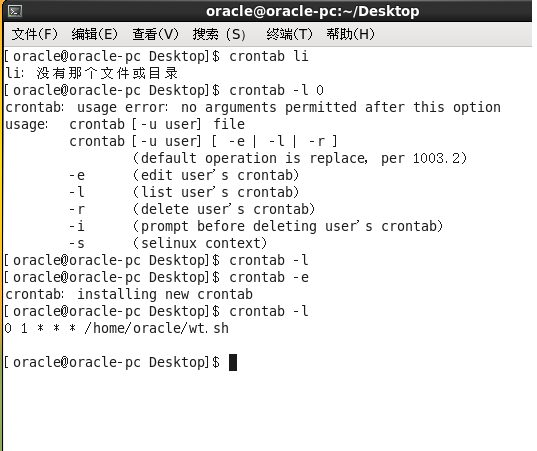 oracle@oracle-pc:~/Desktop
文件(F) 编辑(E) 查看(V) 搜索 (S) 终端(T) 帮助(H)
[oracle@oracle-pc Desktop]$ crontab li
li: 没有那个文件或目录
[oracle@oracle-pc Desktop]$ crontab -l 0
crontab: usage error: no arguments permitted after this option
usage: crontab [-u user] file
crontab [-u user] [ -e | -l | -r ]
(default operation is replace, per 1003.2)
-e (edit user's crontab)
-l (list user's crontab)
-r (delete user's crontab)
-i (prompt before deleting user's crontab)
-s (selinux context)
[oracle@oracle-pc Desktop]$ crontab -l
[oracle@oracle-pc Desktop]$ crontab -e
crontab: installing new crontab
[oracle@oracle-pc Desktop]$ crontab -l
0 1 * * * /home/oracle/wt.sh
[oracle@oracle-pc Desktop]$